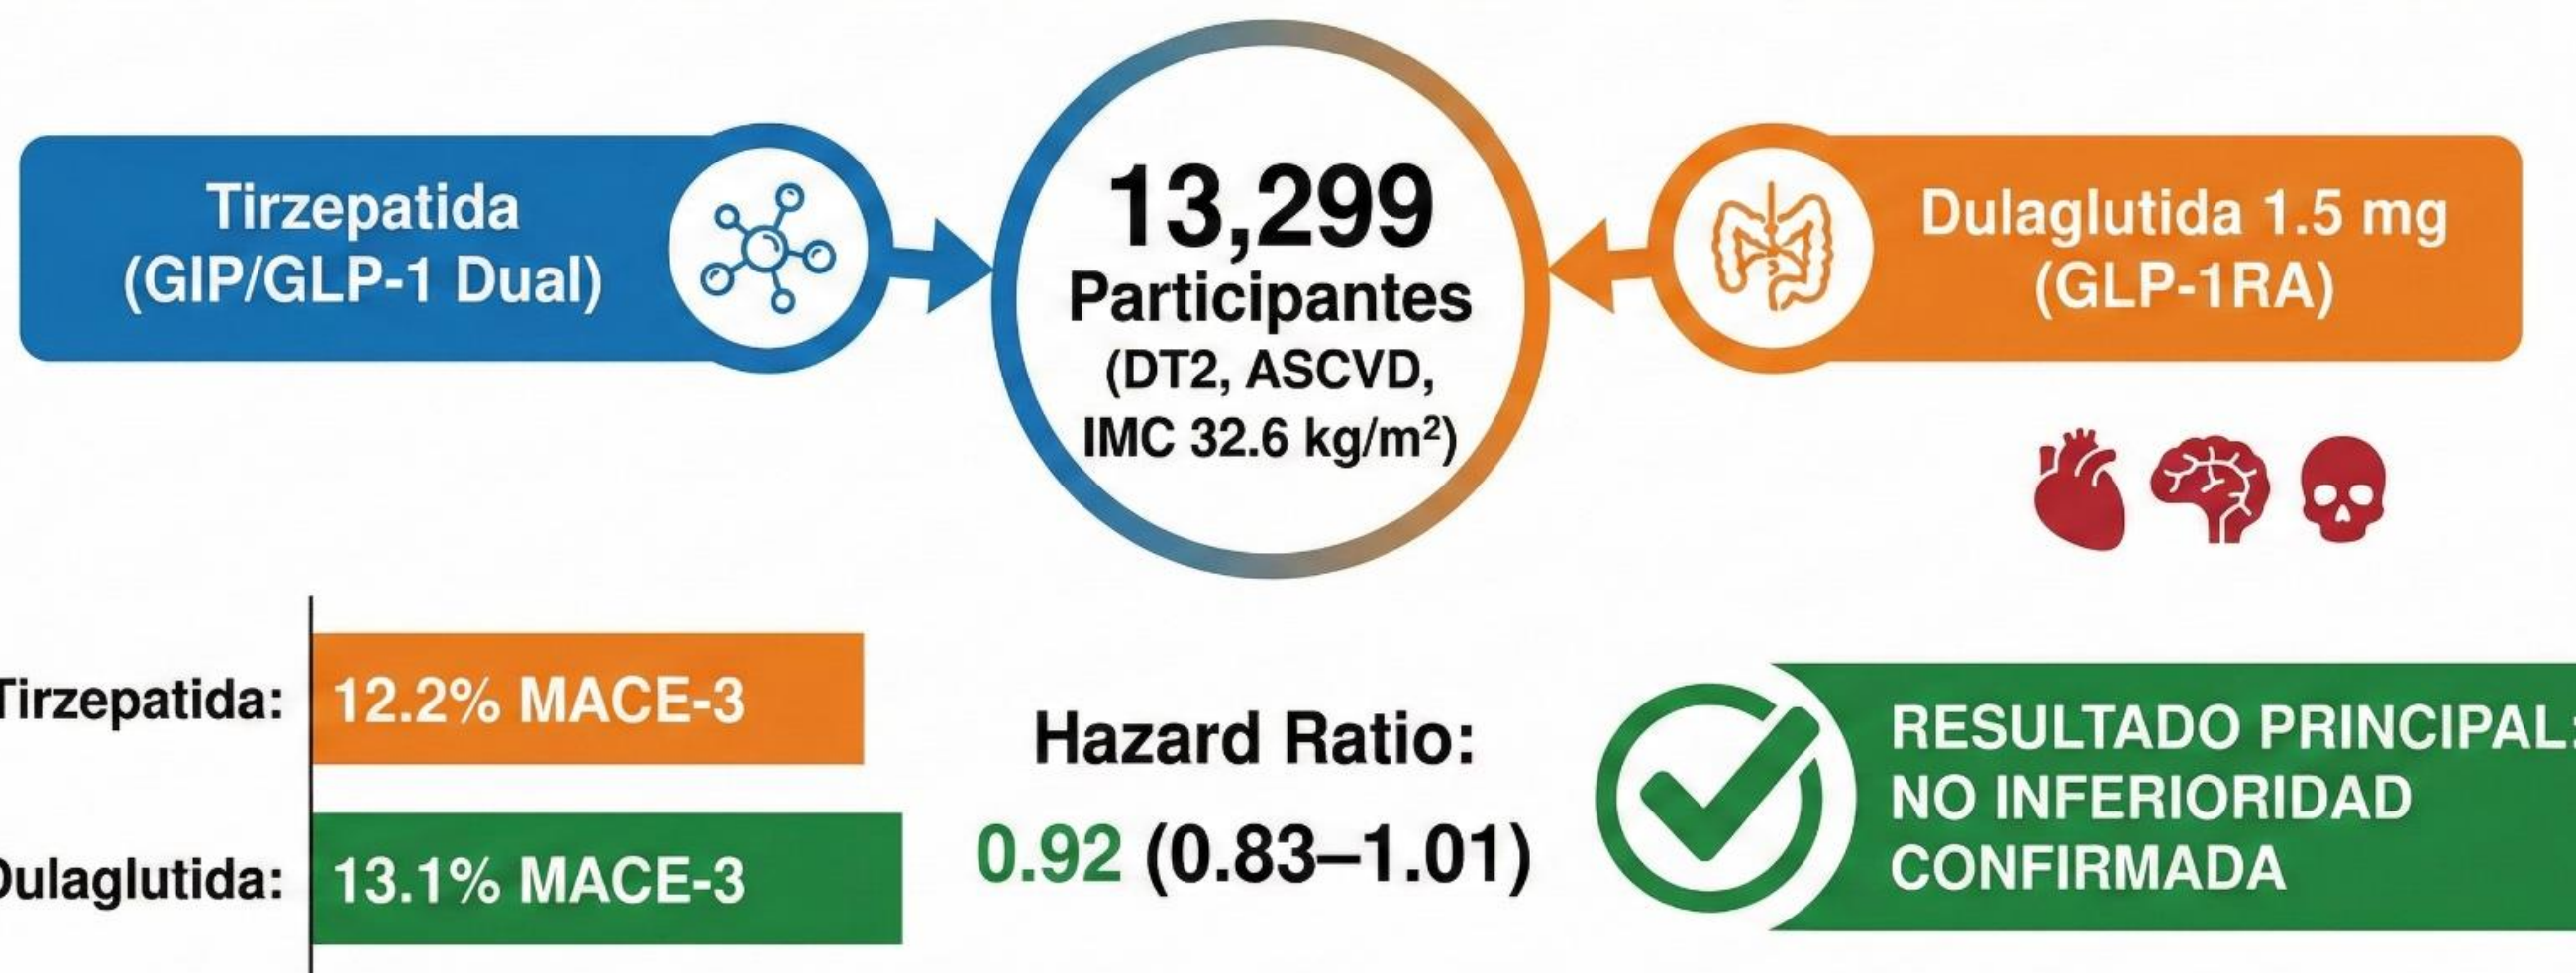 Tirzepatida
(GIP/GLP-1 Dual)
13,299
Participantes
(DT2, ASCVD,
IMC 32.6 kg/m²)
Dulaglutida 1.5 mg
(GLP-1RA)
Tirzepatida:
12.2% MACE-3
Dulaglutida:
13.1% MACE-3
Hazard Ratio:
0.92 (0.83–1.01)
RESULTADO PRINCIPAL:
NO INFERIORIDAD
CONFIRMADA